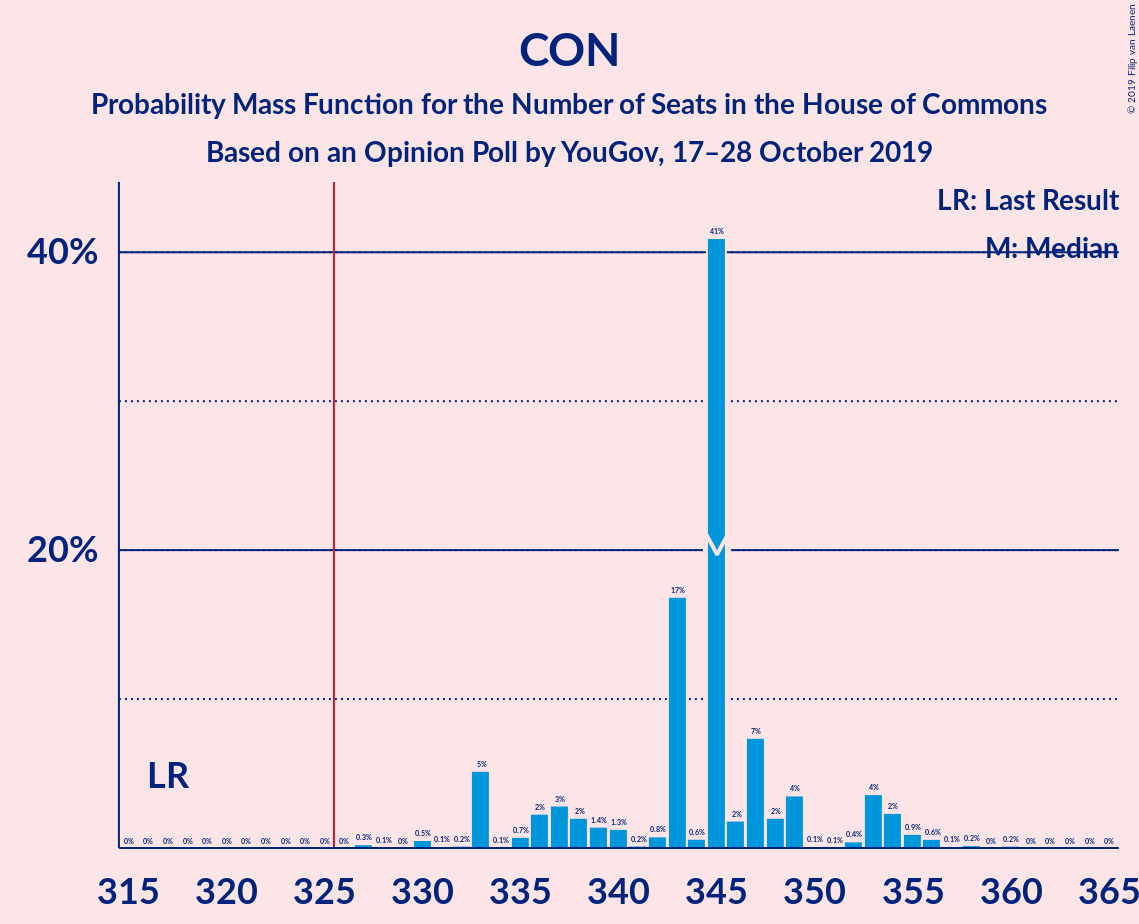 CON
Probability Mass Function for the Number of Seats in the House of Commons
Based on an Opinion Poll by YouGov, 17–28 October 2019
© 2019 Filip van Laenen
LR: Last Result
M: Median
40%
20%
LR
0% 0% 0% 0% 0% 0% 0% 0% 0% 0% 0% 0% 0.3% 0.1% 0% 0.5% 0.1% 0.2% 5% 0.1% 0.7% 2% 3% 2% 1.4% 1.3% 0.2% 0.8% 17% 0.6% 41% 2% 7% 2% 4% 0.1% 0.1% 0.4% 4% 2% 0.9% 0.6% 0.1% 0.2% 0% 0.2% 0% 0% 0% 0% 0%
315 320 325 330 335 340 345 350 355 360 365